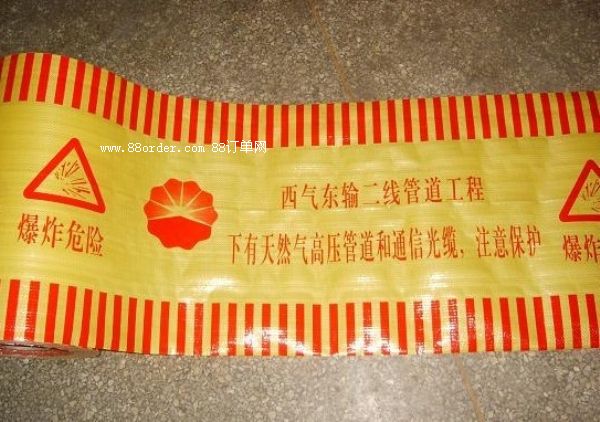 www.88order.com 88订单网
西气东输二线管道工程
爆炸危险
下有天然气高压管道和通信光缆，注意保护
爆炸